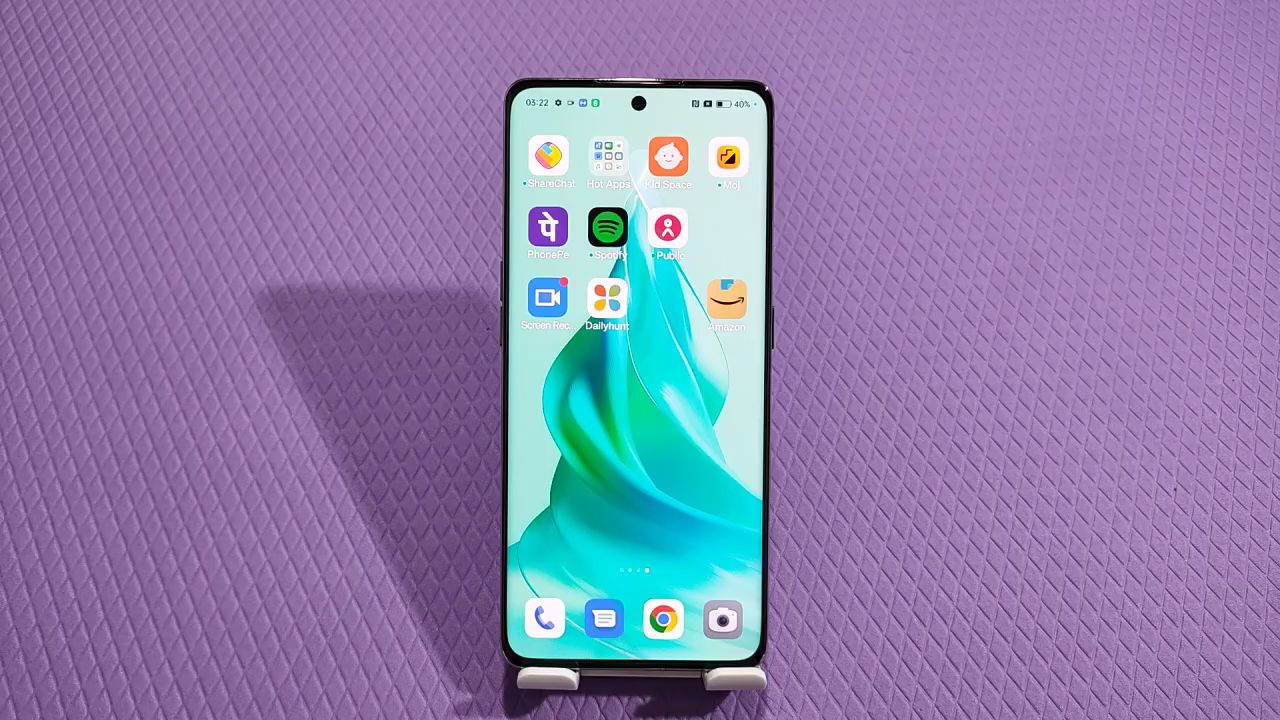 03:22
40%
ShareChat
Hot Apps
Kid Space
Moj
पे
PhonePe
Spotify
Public
Screen Rec...
Dailyhunt
Amazon